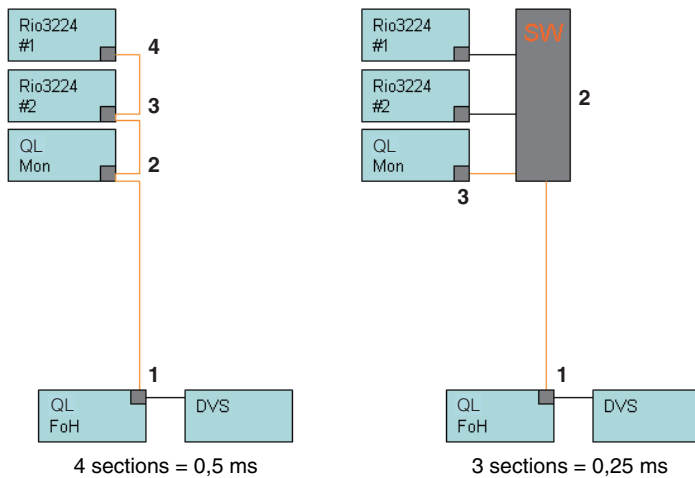 Rio3224
#1
4
Rio3224
#2
3
QL
Mon
2
1
QL
FoH
DVS
4 sections = 0,5 ms
Rio3224
#1
SW
Rio3224
#2
2
QL
Mon
3
1
QL
FoH
DVS
3 sections = 0,25 ms